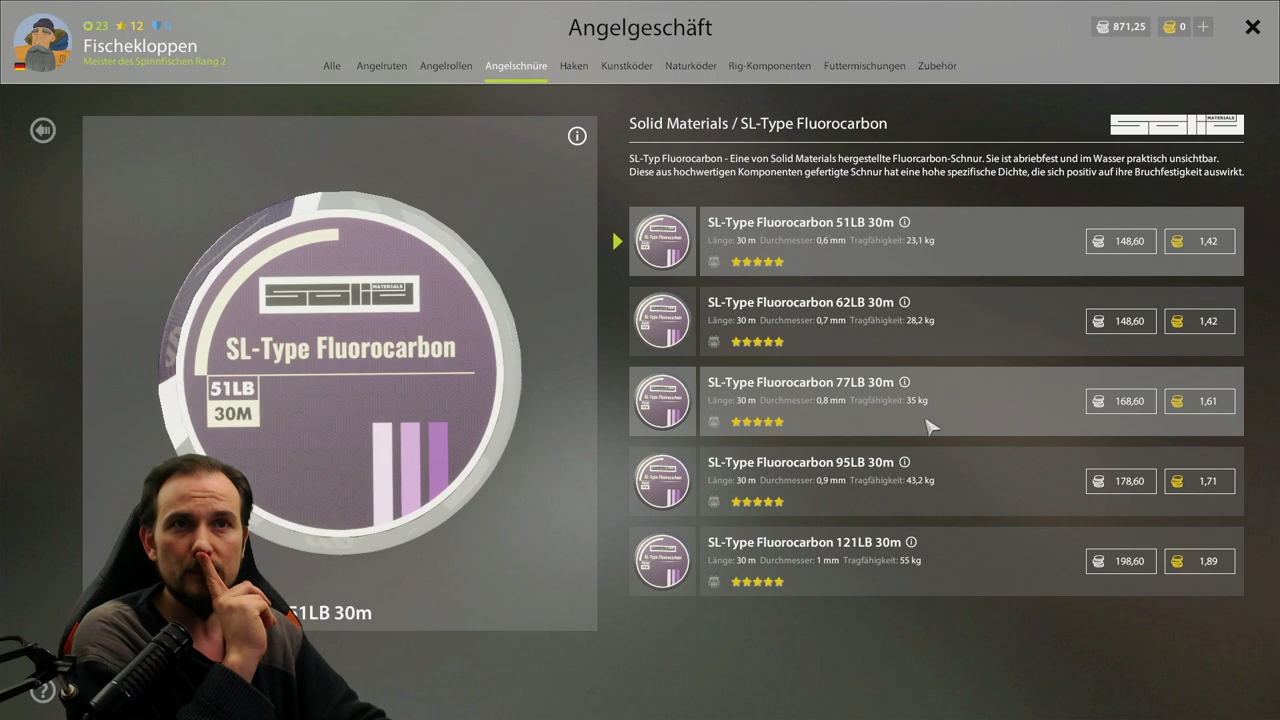 23 12 0
Fischekloppen
Meister des Spinnfischen Rang 2
Angelgeschäft
871,25 0 +
Alle Angelruten Angelrollen Angelschnüre Haken Kunstköder Naturköder Rig-Komponenten Futtermischungen Zubehör
SOLID MATERIALS
SL-Type Fluorocarbon
51LB
30M
51LB 30m
?
Solid Materials / SL-Type Fluorocarbon
MATERIALS
SL-Typ Fluorocarbon - Eine von Solid Materials hergestellte Fluorcarbon-Schnur. Sie ist abriebfest und im Wasser praktisch unsichtbar.
Diese aus hochwertigen Komponenten gefertigte Schnur hat eine hohe spezifische Dichte, die sich positiv auf ihre Bruchfestigkeit auswirkt.
SL-Type Fluorocarbon 51LB 30m
Länge: 30 m Durchmesser: 0,6 mm Tragfähigkeit: 23,1 kg
148,60 1,42
SL-Type Fluorocarbon 62LB 30m
Länge: 30 m Durchmesser: 0,7 mm Tragfähigkeit: 28,2 kg
148,60 1,42
SL-Type Fluorocarbon 77LB 30m
Länge: 30 m Durchmesser: 0,8 mm Tragfähigkeit: 35 kg
168,60 1,61
SL-Type Fluorocarbon 95LB 30m
Länge: 30 m Durchmesser: 0,9 mm Tragfähigkeit: 43,2 kg
178,60 1,71
SL-Type Fluorocarbon 121LB 30m
Länge: 30 m Durchmesser: 1 mm Tragfähigkeit: 55 kg
198,60 1,89